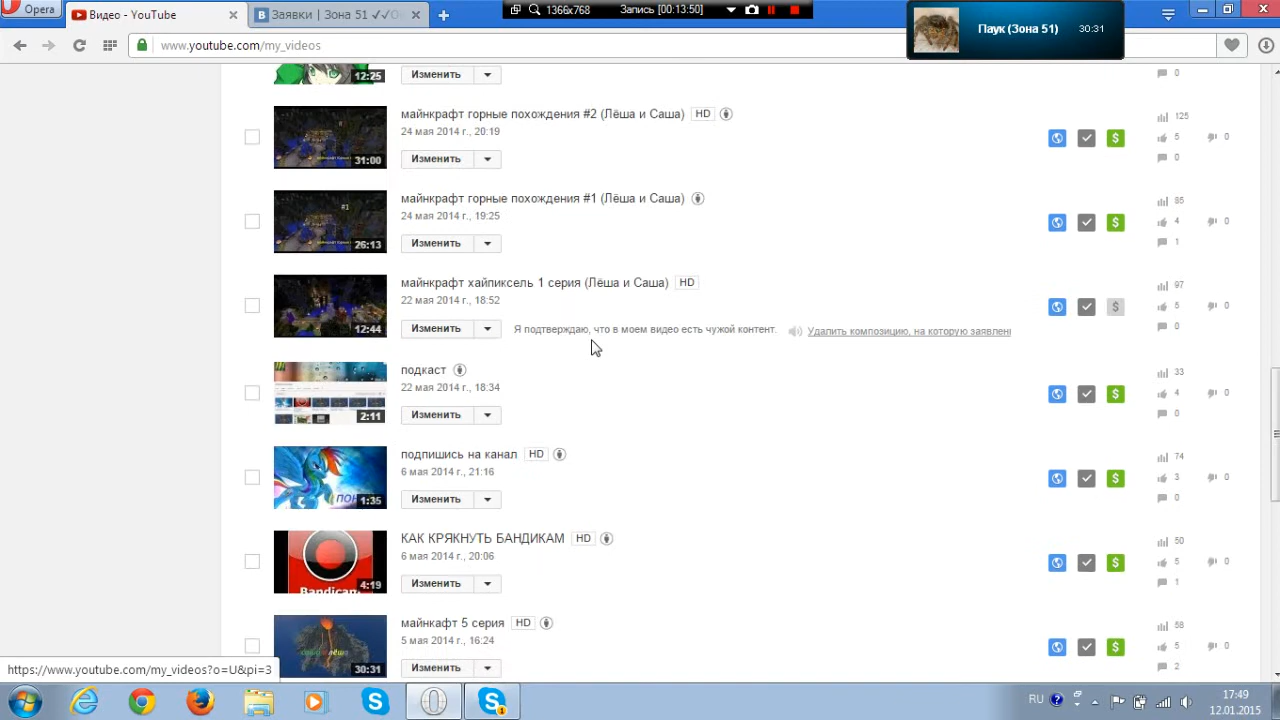 Opera
Видео - YouTube
Заявки | Зона 51 ✓✓О
1366x768
Запись [00:13:50]
Паук (Зона 51)
30:31
www.youtube.com/my_videos
12:25
Изменить
0
майнкрафт горные похождения #2 (Лёша и Саша) HD
24 мая 2014 г., 20:19
31:00
Изменить
125
5
0
0
майнкрафт горные похождения #1 (Лёша и Саша)
24 мая 2014 г., 19:25
#1
26:13
Изменить
85
4
0
1
майнкрафт хайпиксель 1 серия (Лёша и Саша) HD
22 мая 2014 г., 18:52
12:44
Изменить
Я подтверждаю, что в моем видео есть чужой контент.
Удалить композицию, на которую заявлен
97
5
0
0
подкаст
22 мая 2014 г., 18:34
2:11
Изменить
33
4
0
0
подпишись на канал HD
6 мая 2014 г., 21:16
1:35
Изменить
74
3
0
0
КАК КРЯКНУТЬ БАНДИКАМ HD
6 мая 2014 г., 20:06
4:19
Изменить
50
5
0
1
майнкафт 5 серия HD
5 мая 2014 г., 16:24
30:31
Изменить
58
5
0
2
https://www.youtube.com/my_videos?o=U&pi=3
RU
17:49
12.01.2015